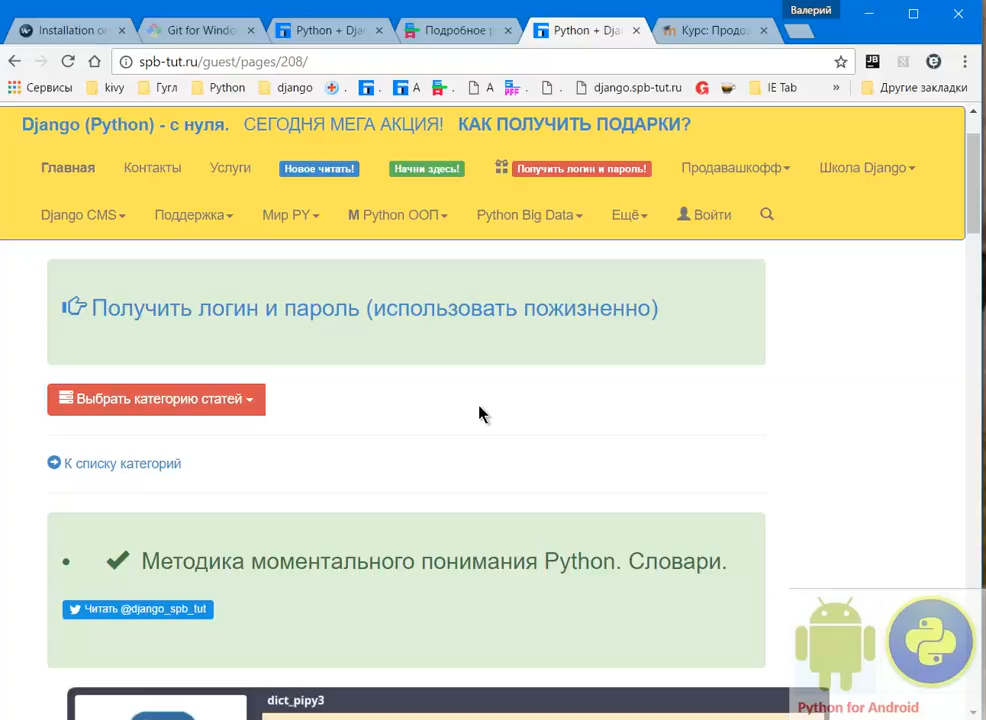 Валерий
Installation or
Git for Windo
Python + Dja
Подробное р
Python + Dja
Курс: Продо
spb-tut.ru/guest/pages/208/
Сервисы kivy Гугл Python django . . A . A . django.spb-tut.ru IE Tab » Другие закладки
Django (Python) - с нуля. СЕГОДНЯ МЕГА АКЦИЯ! КАК ПОЛУЧИТЬ ПОДАРКИ?
Главная Контакты Услуги Новое читать! Начни здесь! Получить логин и пароль! Продавашкофф Школа Django
Django CMS Поддержка Мир PY M Python ООП Python Big Data Ещё Войти
Получить логин и пароль (использовать пожизненно)
Выбрать категорию статей
К списку категорий
Методика моментального понимания Python. Словари.
Читать @django_spb_tut
dict_pipy3
Python for Android